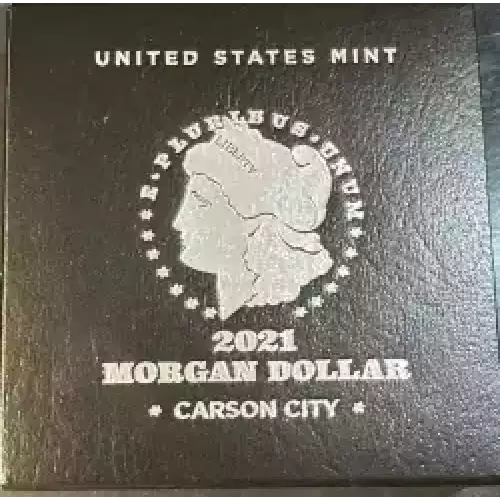 UNITED STATES MINT
E·PLURIBUS·UNUM
LIBERTY
2021
MORGAN DOLLAR
* CARSON CITY *